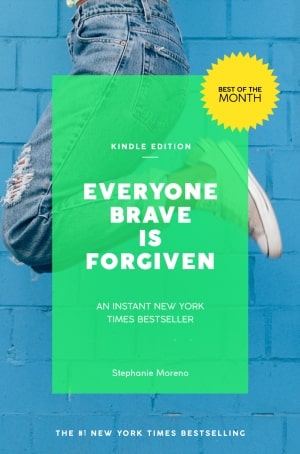 BEST OF THE
MONTH
KINDLE EDITION
EVERYONE
BRAVE
IS
FORGIVEN
AN INSTANT NEW YORK
TIMES BESTSELLER
Stephanie Moreno
THE #1 NEW YORK TIMES BESTSELLING